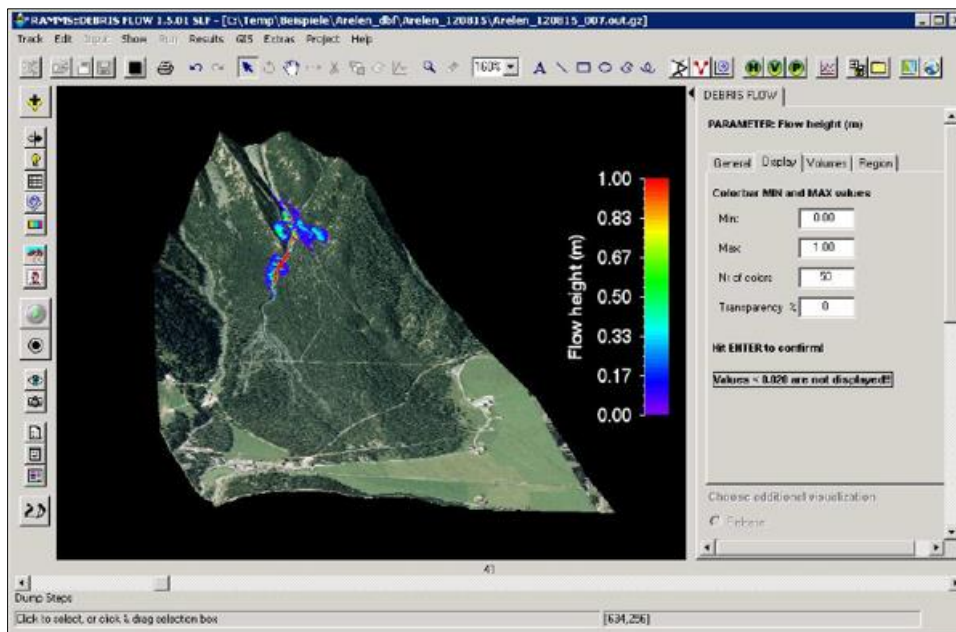 RAMMS::DEBRIS FLOW 1.5.01 SLF - [C:\Temp\Beispiele\Arelen_dbf\Arelen_120815\Arelen_120815_007.out.gz]
Track Edit Input Show Run Results GIS Extras Project Help
160%
A
H V P
DEBRIS FLOW
PARAMETER: Flow height (m)
General Display Volumes Region
Colorbar MIN and MAX values
Min: 0.00
Max: 1.00
Nr of colors 50
Transparency % 0
Hit ENTER to confirm!
Values < 0.020 are not displayed!!
Flow height (m)
1.00
0.83
0.67
0.50
0.33
0.17
0.00
Choose additional visualization
2D
Dump Steps
Click to select, or click & drag selection box
[634,256]